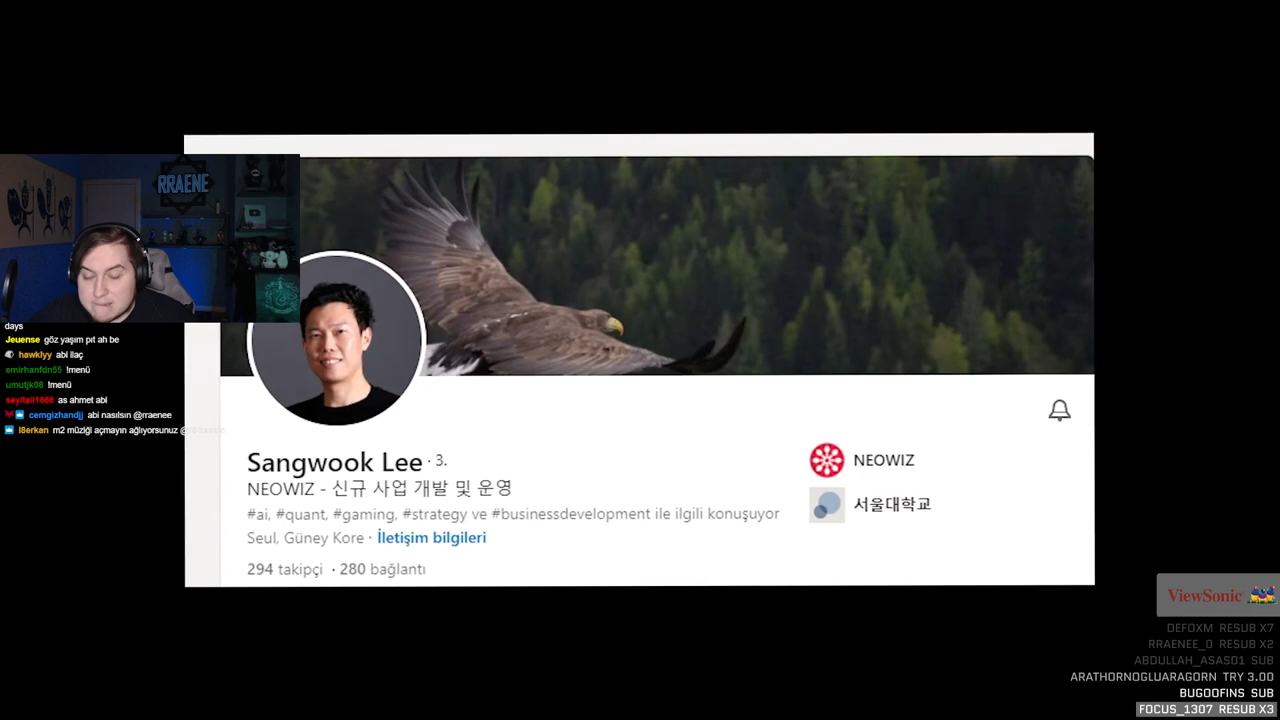 RRAENE
days
Jeuense göz yaşım pıt ah be
hawklyy abi ilaç
emirhanfdn55 !menü
umutjk08 !menü
seyitali1666 as ahmet abi
cemgizhandjj abi nasılsın @rraenee
l8erkan m2 müziği açmayın ağlıyorsunuz
Sangwook Lee · 3.
NEOWIZ - 신규 사업 개발 및 운영
#ai, #quant, #gaming, #strategy ve #businessdevelopment ile ilgili konuşuyor
Seul, Güney Kore · İletişim bilgileri
294 takipçi · 280 bağlantı
NEOWIZ
서울대학교
ViewSonic
DEFOXM RESUB X7
RRAENEE_0 RESUB X2
ABDULLAH_ASAS01 SUB
ARATHORNOGLUARAGORN TRY 3.00
BUGOOFINS SUB
FOCUS_1307 RESUB X3